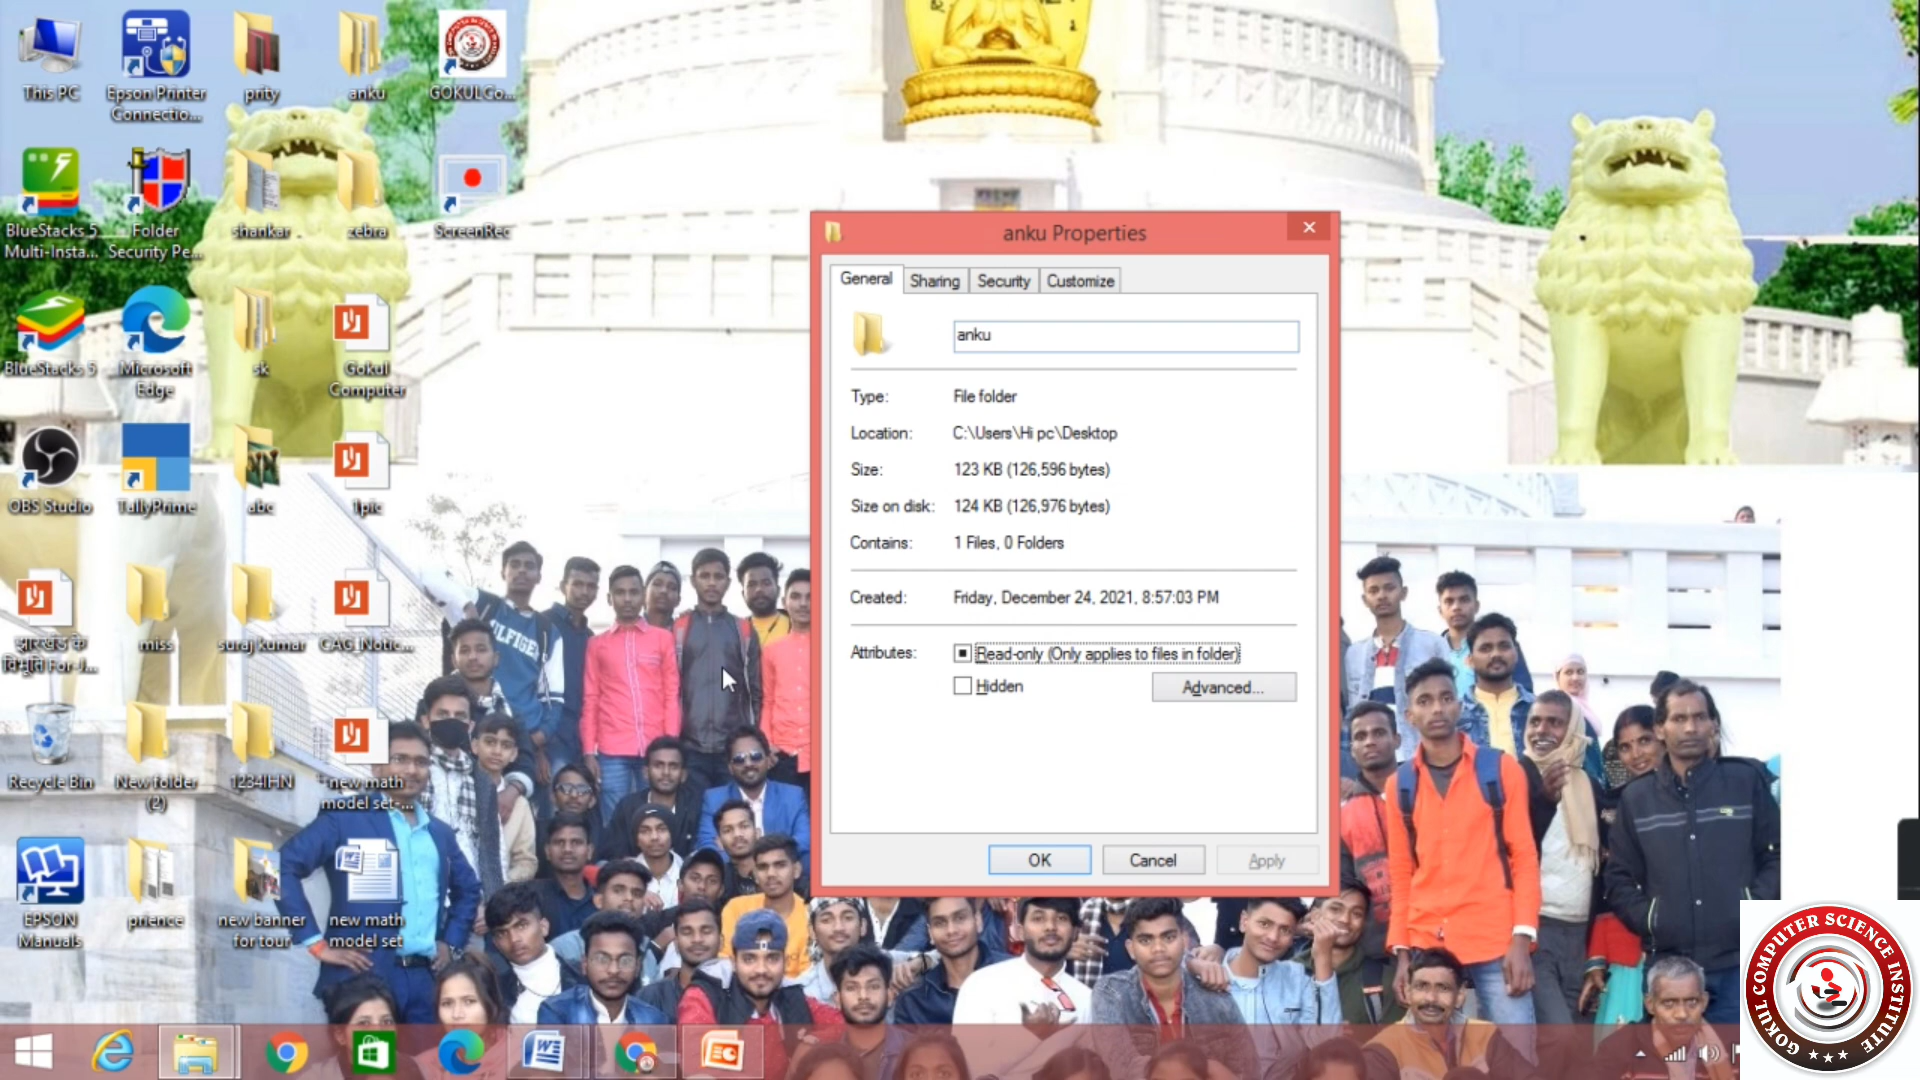 This PC
Epson Printer
Connectio...
prity
anku
GOKULCo...
BlueStacks 5
Multi-Insta...
Folder
Security Pe...
shankar
zebra
ScreenRec
BlueStacks 5
Microsoft
Edge
sk
Gokul
Computer
OBS Studio
TallyPrime
abc
1pic
झारखंड के
miss
suraj kumar
CAG_Notic...
Recycle Bin
New folder
(2)
1234IHN
new math
model set-...
EPSON
Manuals
prience
new banner
for tour
new math
model set
anku Properties
General
Sharing
Security
Customize
anku
Type: File folder
Location: C:\Users\Hi pc\Desktop
Size: 123 KB (126,596 bytes)
Size on disk: 124 KB (126,976 bytes)
Contains: 1 Files, 0 Folders
Created: Friday, December 24, 2021, 8:57:03 PM
Attributes: Read-only (Only applies to files in folder)
Hidden
Advanced...
OK
Cancel
Apply
GOKUL COMPUTER SCIENCE INSTITUTE